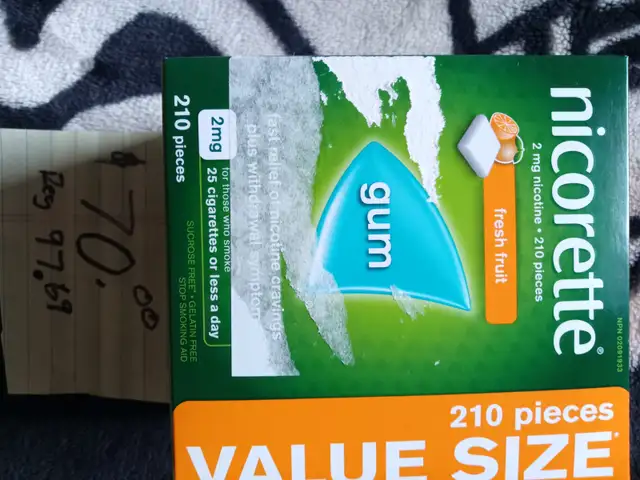 nicorette®
2 mg nicotine • 210 pieces
fresh fruit
NPN 02091933
gum
fast relief of nicotine cravings
plus withdrawal symptom
2mg
for those who smoke
25 cigarettes or less a day
210 pieces
SUCROSE FREE* • GELATIN FREE
STOP SMOKING AID
210 pieces
VALUE SIZE*
$70.00
Reg 97.69